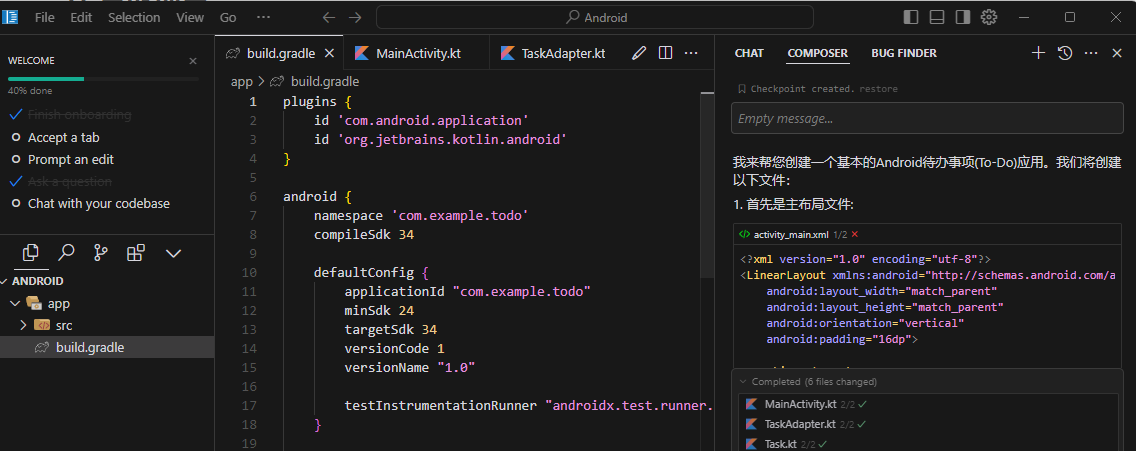 File Edit Selection View Go ··· Android
WELCOME
40% done
Finish onboarding
Accept a tab
Prompt an edit
Ask a question
Chat with your codebase
ANDROID
app
src
build.gradle
build.gradle MainActivity.kt TaskAdapter.kt
app > build.gradle
1 plugins {
2 id 'com.android.application'
3 id 'org.jetbrains.kotlin.android'
4 }
5
6 android {
7 namespace 'com.example.todo'
8 compileSdk 34
9
10 defaultConfig {
11 applicationId "com.example.todo"
12 minSdk 24
13 targetSdk 34
14 versionCode 1
15 versionName "1.0"
16
17 testInstrumentationRunner "androidx.test.runner.
18 }
19
CHAT COMPOSER BUG FINDER
Checkpoint created. restore
Empty message...
我来帮您创建一个基本的Android待办事项(To-Do)应用。我们将创建
以下文件：
1. 首先是主布局文件:
activity_main.xml 1/2
<?xml version="1.0" encoding="utf-8"?>
<LinearLayout xmlns:android="http://schemas.android.com/a
android:layout_width="match_parent"
android:layout_height="match_parent"
android:orientation="vertical"
android:padding="16dp">
Completed (6 files changed)
MainActivity.kt 2/2
TaskAdapter.kt 2/2
Task.kt 2/2